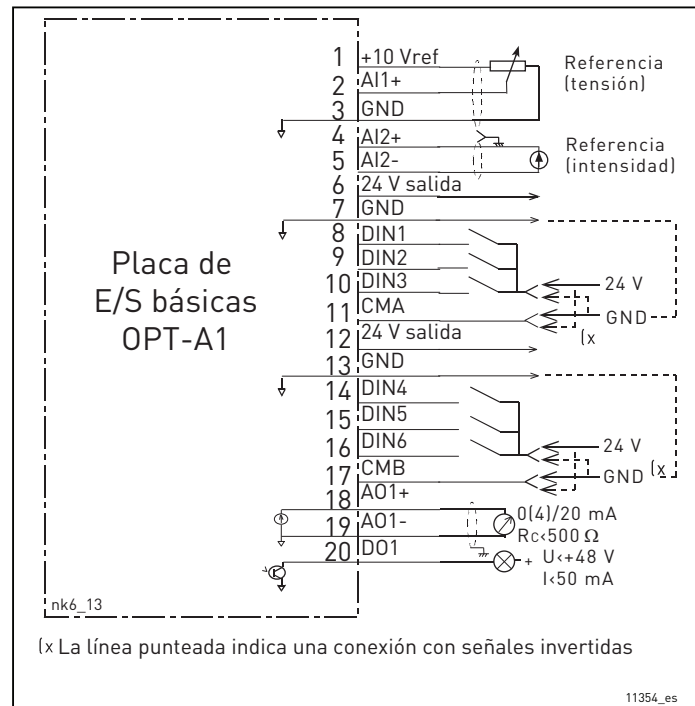 1 +10 Vref
2 AI1+
3 GND
Referencia
(tensión)
4 AI2+
5 AI2-
Referencia
(intensidad)
6 24 V salida
7 GND
8 DIN1
9 DIN2
10 DIN3
11 CMA
24 V
GND
(x
12 24 V salida
13 GND
14 DIN4
15 DIN5
16 DIN6
17 CMB
24 V
GND (x
18 AO1+
19 AO1-
20 DO1
0(4)/20 mA
Rc<500 Ω
+ U<+48 V
I<50 mA
Placa de
E/S básicas
OPT-A1
nk6_13
(x La línea punteada indica una conexión con señales invertidas
11354_es